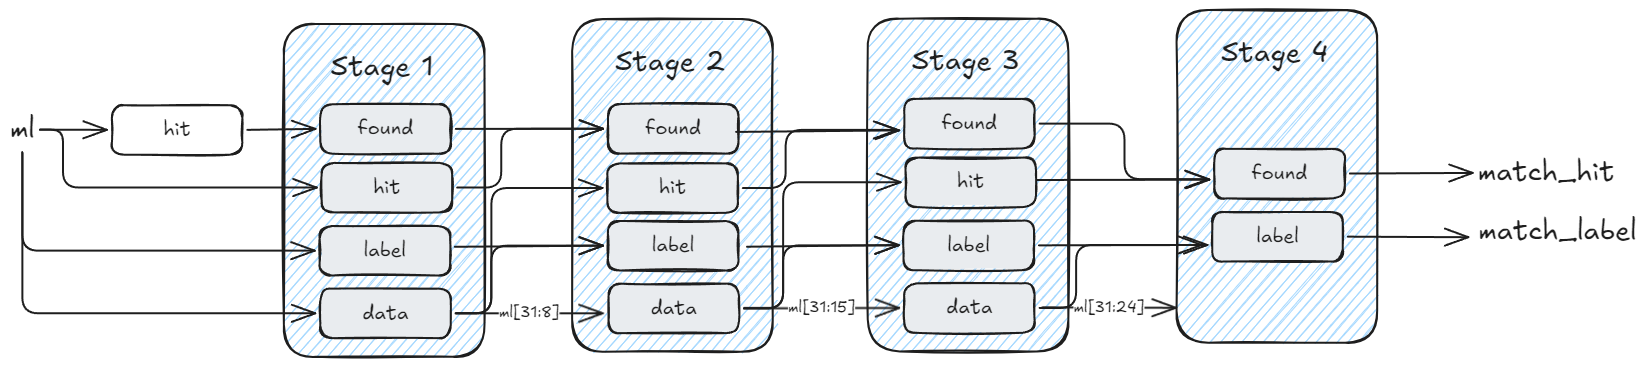 ml
hit
Stage 1
found
hit
label
data
ml[31:8]
Stage 2
found
hit
label
data
ml[31:15]
Stage 3
found
hit
label
data
ml[31:24]
Stage 4
found
label
match_hit
match_label